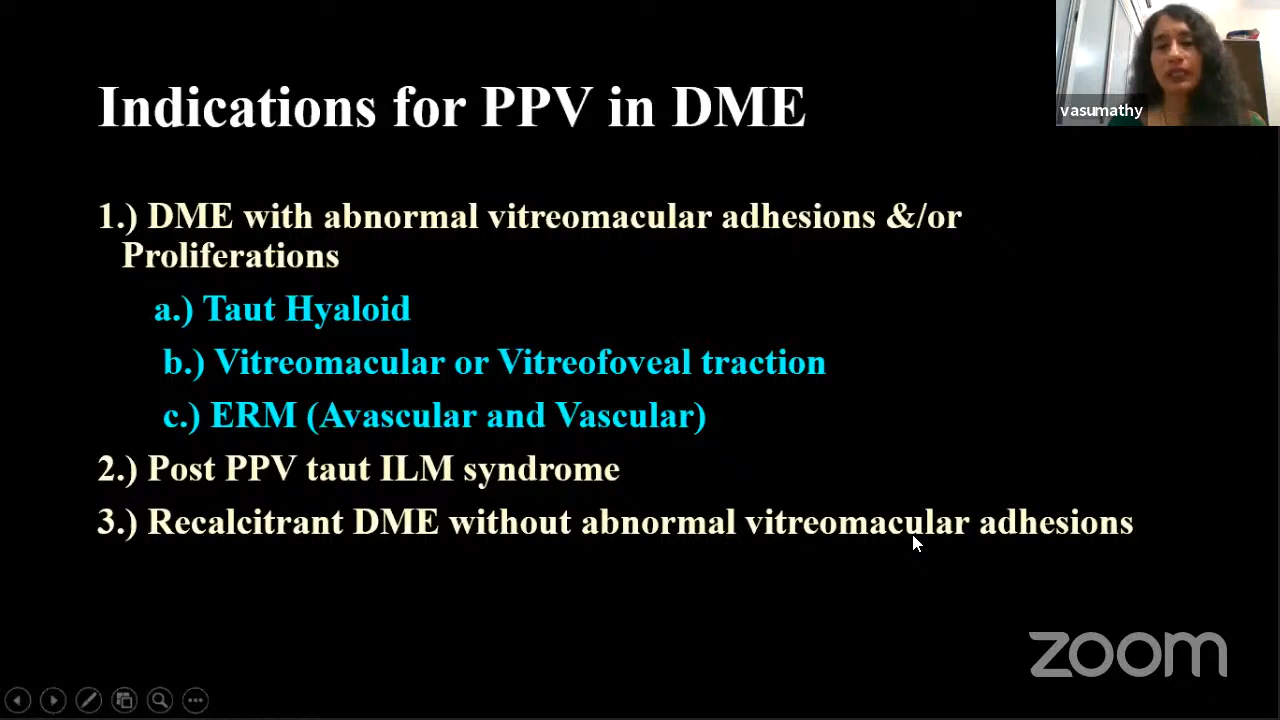 vasumathy
Indications for PPV in DME
1.) DME with abnormal vitreomacular adhesions &/or
Proliferations
a.) Taut Hyaloid
b.) Vitreomacular or Vitreofoveal traction
c.) ERM (Avascular and Vascular)
2.) Post PPV taut ILM syndrome
3.) Recalcitrant DME without abnormal vitreomacular adhesions
zoom